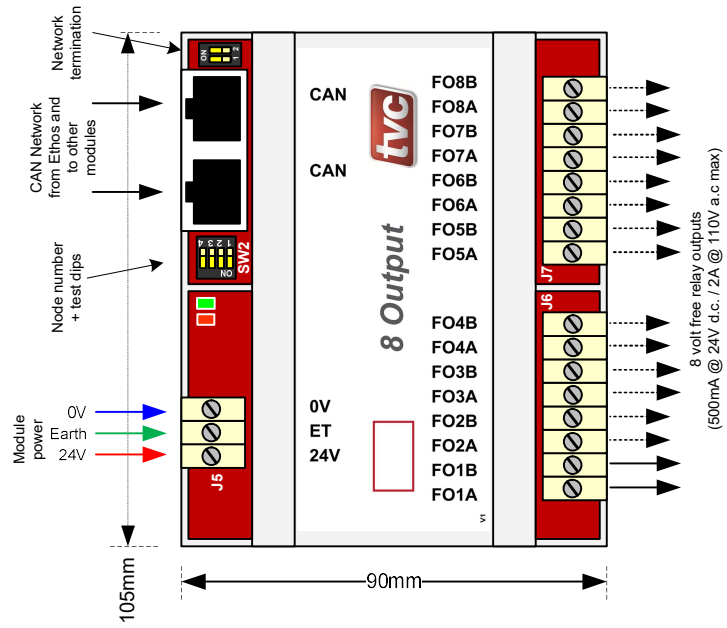 Network
termination
CAN Network
from Ethos and
to other
modules
Node number
+ test dips
Module
power
0V
Earth
24V
105mm
ON
1 2
1 2 3 4
ON
SW2
J5
CAN
CAN
tvc
8 Output
0V
ET
24V
V1
FO8B
FO8A
FO7B
FO7A
FO6B
FO6A
FO5B
FO5A
FO4B
FO4A
FO3B
FO3A
FO2B
FO2A
FO1B
FO1A
J7
J6
8 volt free relay outputs
(500mA @ 24V d.c. / 2A @ 110V a.c max)
90mm